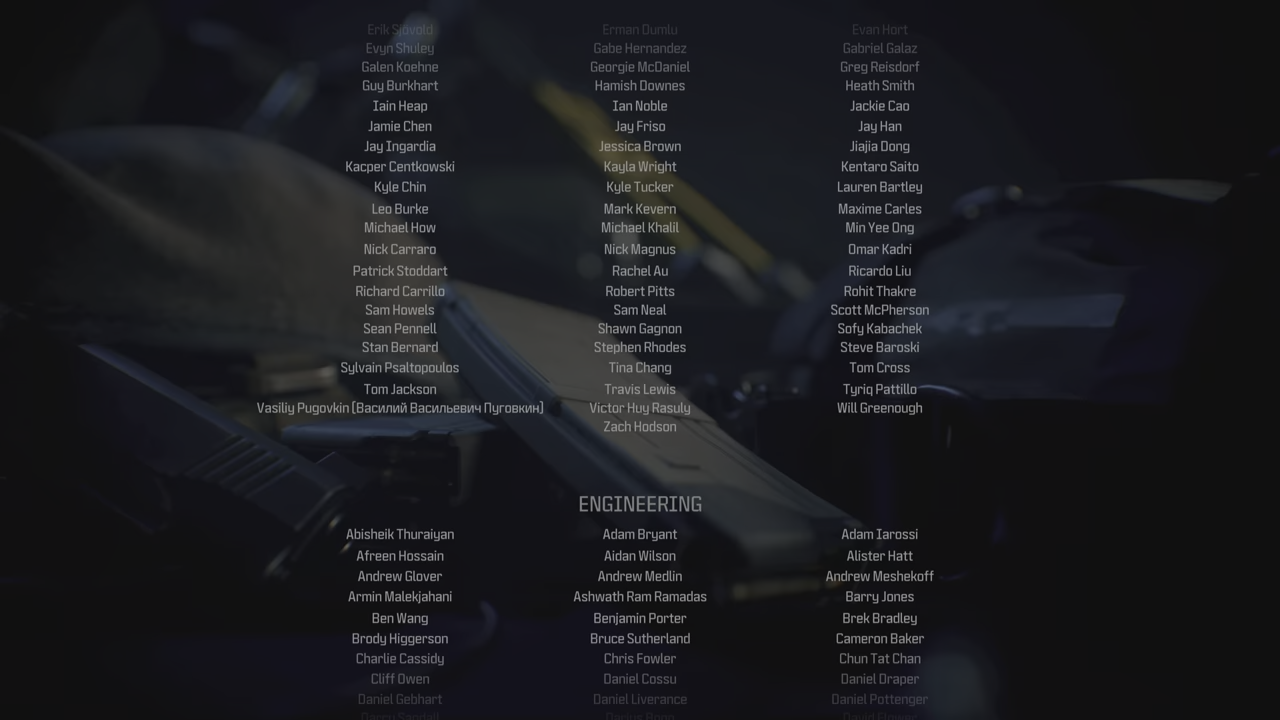 Erik Sjovold Erman Dumlu Evan Hort
Evyn Shuley Gabe Hernandez Gabriel Galaz
Galen Koehne Georgie McDaniel Greg Reisdorf
Guy Burkhart Hamish Downes Heath Smith
Iain Heap Ian Noble Jackie Cao
Jamie Chen Jay Friso Jay Han
Jay Ingardia Jessica Brown Jiajia Dong
Kacper Centkowski Kayla Wright Kentaro Saito
Kyle Chin Kyle Tucker Lauren Bartley
Leo Burke Mark Kevern Maxime Carles
Michael How Michael Khalil Min Yee Ong
Nick Carraro Nick Magnus Omar Kadri
Patrick Stoddart Rachel Au Ricardo Liu
Richard Carrillo Robert Pitts Rohit Thakre
Sam Howels Sam Neal Scott McPherson
Sean Pennell Shawn Gagnon Sofy Kabachek
Stan Bernard Stephen Rhodes Steve Baroski
Sylvain Psaltopoulos Tina Chang Tom Cross
Tom Jackson Travis Lewis Tyriq Pattillo
Vasiliy Pugovkin (Василий Васильевич Пуговкин) Victor Huy Rasuly Will Greenough
Zach Hodson
ENGINEERING
Abisheik Thuraiyan Adam Bryant Adam Iarossi
Afreen Hossain Aidan Wilson Alister Hatt
Andrew Glover Andrew Medlin Andrew Meshekoff
Armin Malekjahani Ashwath Ram Ramadas Barry Jones
Ben Wang Benjamin Porter Brek Bradley
Brody Higgerson Bruce Sutherland Cameron Baker
Charlie Cassidy Chris Fowler Chun Tat Chan
Cliff Owen Daniel Cossu Daniel Draper
Daniel Gebhart Daniel Liverance Daniel Pottenger